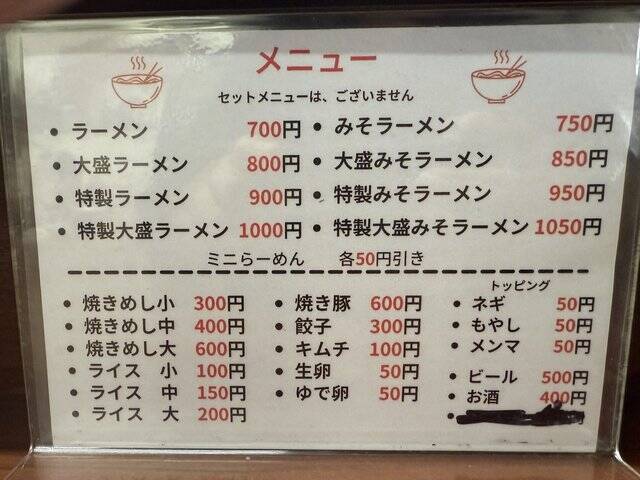 メニュー
セットメニューは、ございません
• ラーメン 700円 • みそラーメン 750円
• 大盛ラーメン 800円 • 大盛みそラーメン 850円
• 特製ラーメン 900円 • 特製みそラーメン 950円
• 特製大盛ラーメン 1000円 • 特製大盛みそラーメン 1050円
ミニらーめん 各50円引き
• 焼きめし小 300円
• 焼きめし中 400円
• 焼きめし大 600円
• ライス 小 100円
• ライス 中 150円
• ライス 大 200円
• 焼き豚 600円
• 餃子 300円
• キムチ 100円
• 生卵 50円
• ゆで卵 50円
トッピング
• ネギ 50円
• もやし 50円
• メンマ 50円
• ビール 500円
• お酒 400円